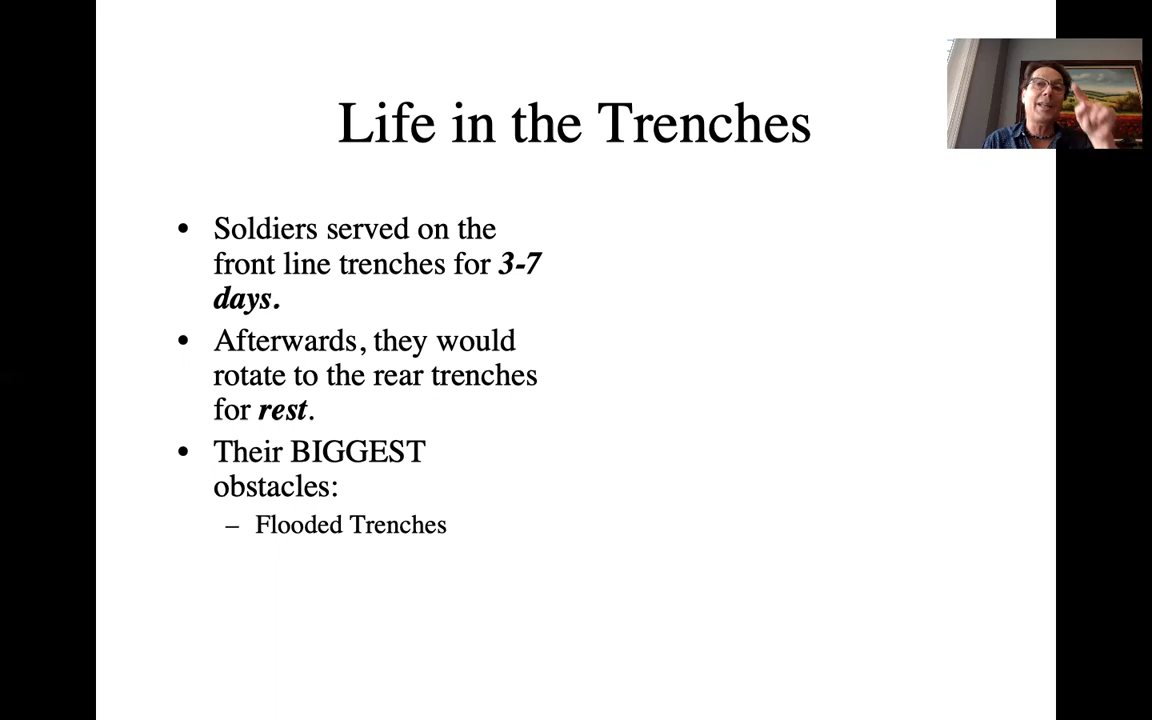 Life in the Trenches
• Soldiers served on the
front line trenches for 3-7
days.
• Afterwards, they would
rotate to the rear trenches
for rest.
• Their BIGGEST
obstacles:
– Flooded Trenches